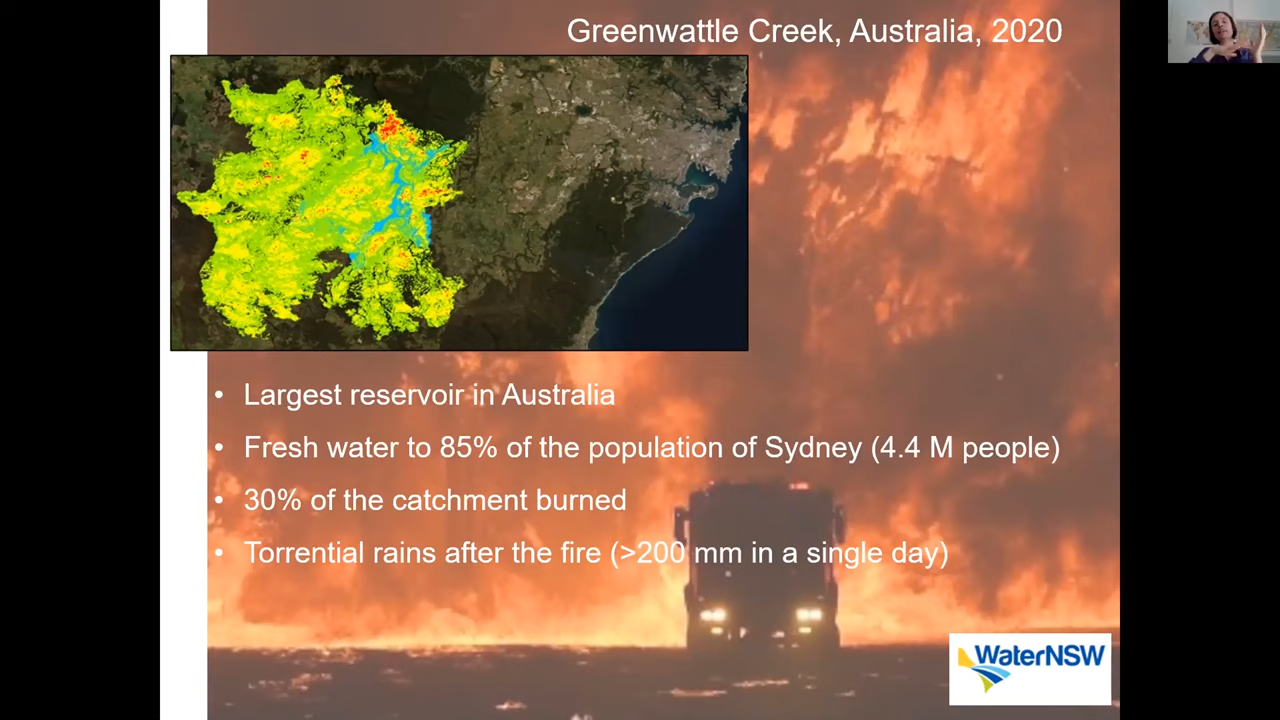 Greenwattle Creek, Australia, 2020
• Largest reservoir in Australia
• Fresh water to 85% of the population of Sydney (4.4 M people)
• 30% of the catchment burned
• Torrential rains after the fire (>200 mm in a single day)
WaterNSW